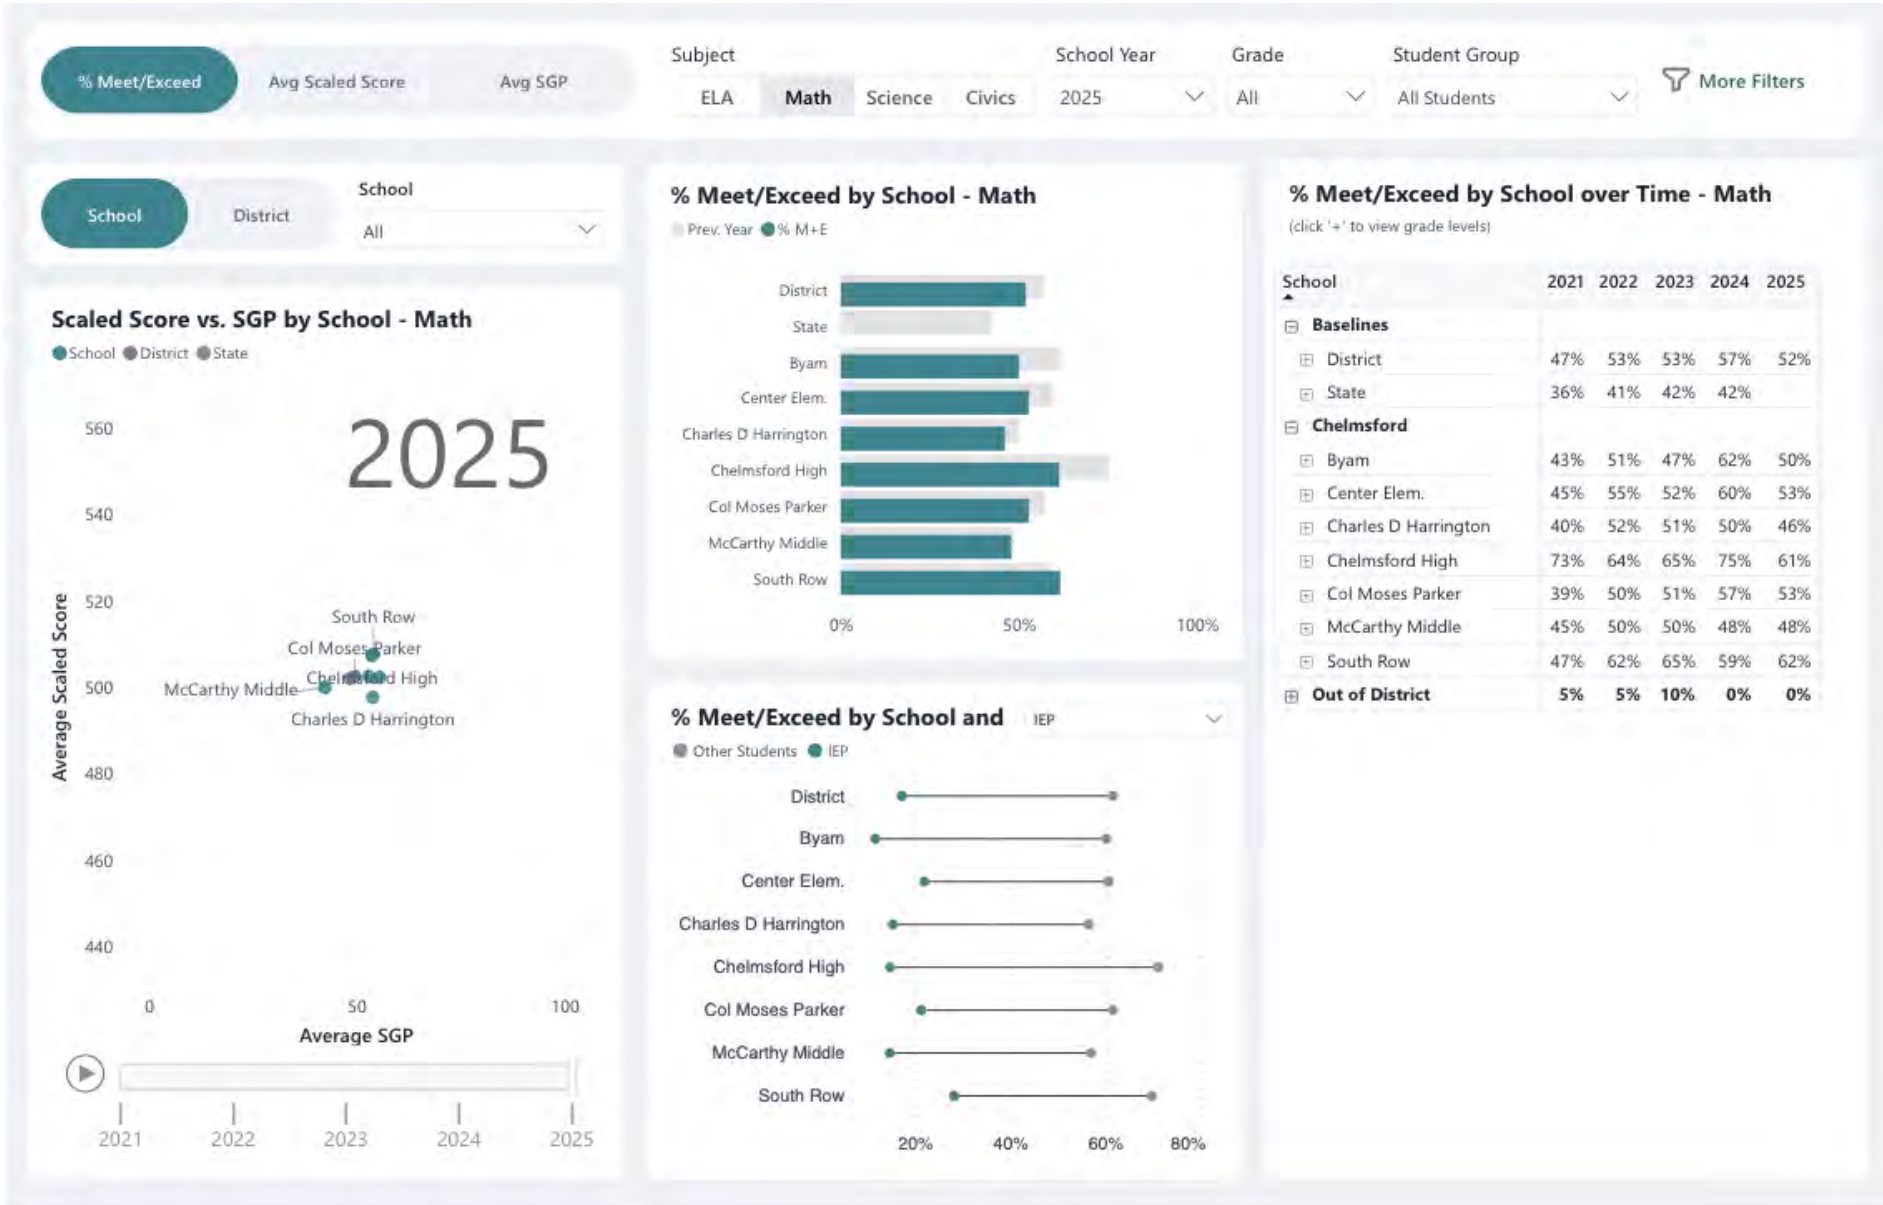 % Meet/Exceed Avg Scaled Score Avg SGP
Subject
ELA Math Science Civics
School Year
2025
Grade
All
Student Group
All Students
More Filters
School District
School
All
Scaled Score vs. SGP by School - Math
School District State
2025
560
540
520
500
480
460
440
Average Scaled Score
South Row
Col Moses Parker
Chelmsford High
McCarthy Middle
Charles D Harrington
0 50 100
Average SGP
2021 2022 2023 2024 2025
% Meet/Exceed by School - Math
Prev. Year % M+E
District
State
Byam
Center Elem.
Charles D Harrington
Chelmsford High
Col Moses Parker
McCarthy Middle
South Row
0% 50% 100%
% Meet/Exceed by School and IEP
Other Students IEP
District
Byam
Center Elem.
Charles D Harrington
Chelmsford High
Col Moses Parker
McCarthy Middle
South Row
20% 40% 60% 80%
% Meet/Exceed by School over Time - Math
(click '+' to view grade levels)
School 2021 2022 2023 2024 2025
Baselines
District 47% 53% 53% 57% 52%
State 36% 41% 42% 42%
Chelmsford
Byam 43% 51% 47% 62% 50%
Center Elem. 45% 55% 52% 60% 53%
Charles D Harrington 40% 52% 51% 50% 46%
Chelmsford High 73% 64% 65% 75% 61%
Col Moses Parker 39% 50% 51% 57% 53%
McCarthy Middle 45% 50% 50% 48% 48%
South Row 47% 62% 65% 59% 62%
Out of District 5% 5% 10% 0% 0%